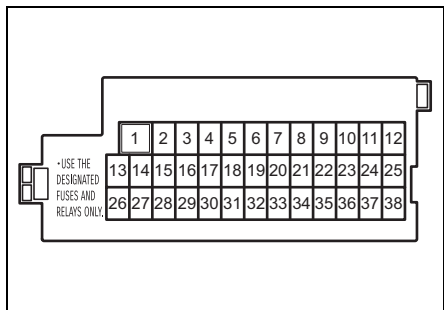 1 2 3 4 5 6 7 8 9 10 11 12
•USE THE
DESIGNATED
FUSES AND
RELAYS ONLY.
13 14 15 16 17 18 19 20 21 22 23 24 25
26 27 28 29 30 31 32 33 34 35 36 37 38